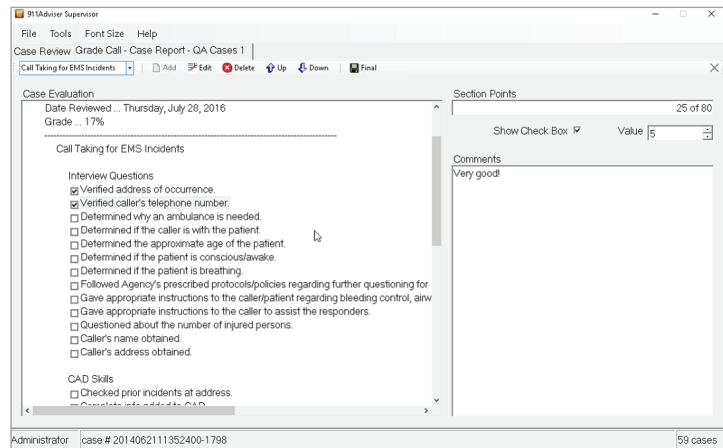 911Adviser Supervisor
File Tools Font Size Help
Case Review Grade Call - Case Report - QA Cases 1
Call Taking for EMS Incidents Add Edit Delete Up Down Final
Case Evaluation
Date Reviewed ... Thursday, July 28, 2016
Grade ... 17%
Call Taking for EMS Incidents
Interview Questions
Verified address of occurrence.
Verified caller's telephone number.
Determined why an ambulance is needed.
Determined if the caller is with the patient.
Determined the approximate age of the patient.
Determined if the patient is conscious/awake.
Determined if the patient is breathing.
Followed Agency's prescribed protocols/policies regarding further questioning for
Gave appropriate instructions to the caller/patient regarding bleeding control, airw
Gave appropriate instructions to the caller to assist the responders.
Questioned about the number of injured persons.
Caller's name obtained.
Caller's address obtained.
CAD Skills
Checked prior incidents at address.
Complete info added to CAD
Section Points
25 of 80
Show Check Box Value 5
Comments
Very good!
Administrator case # 2014062111352400-1798 59 cases